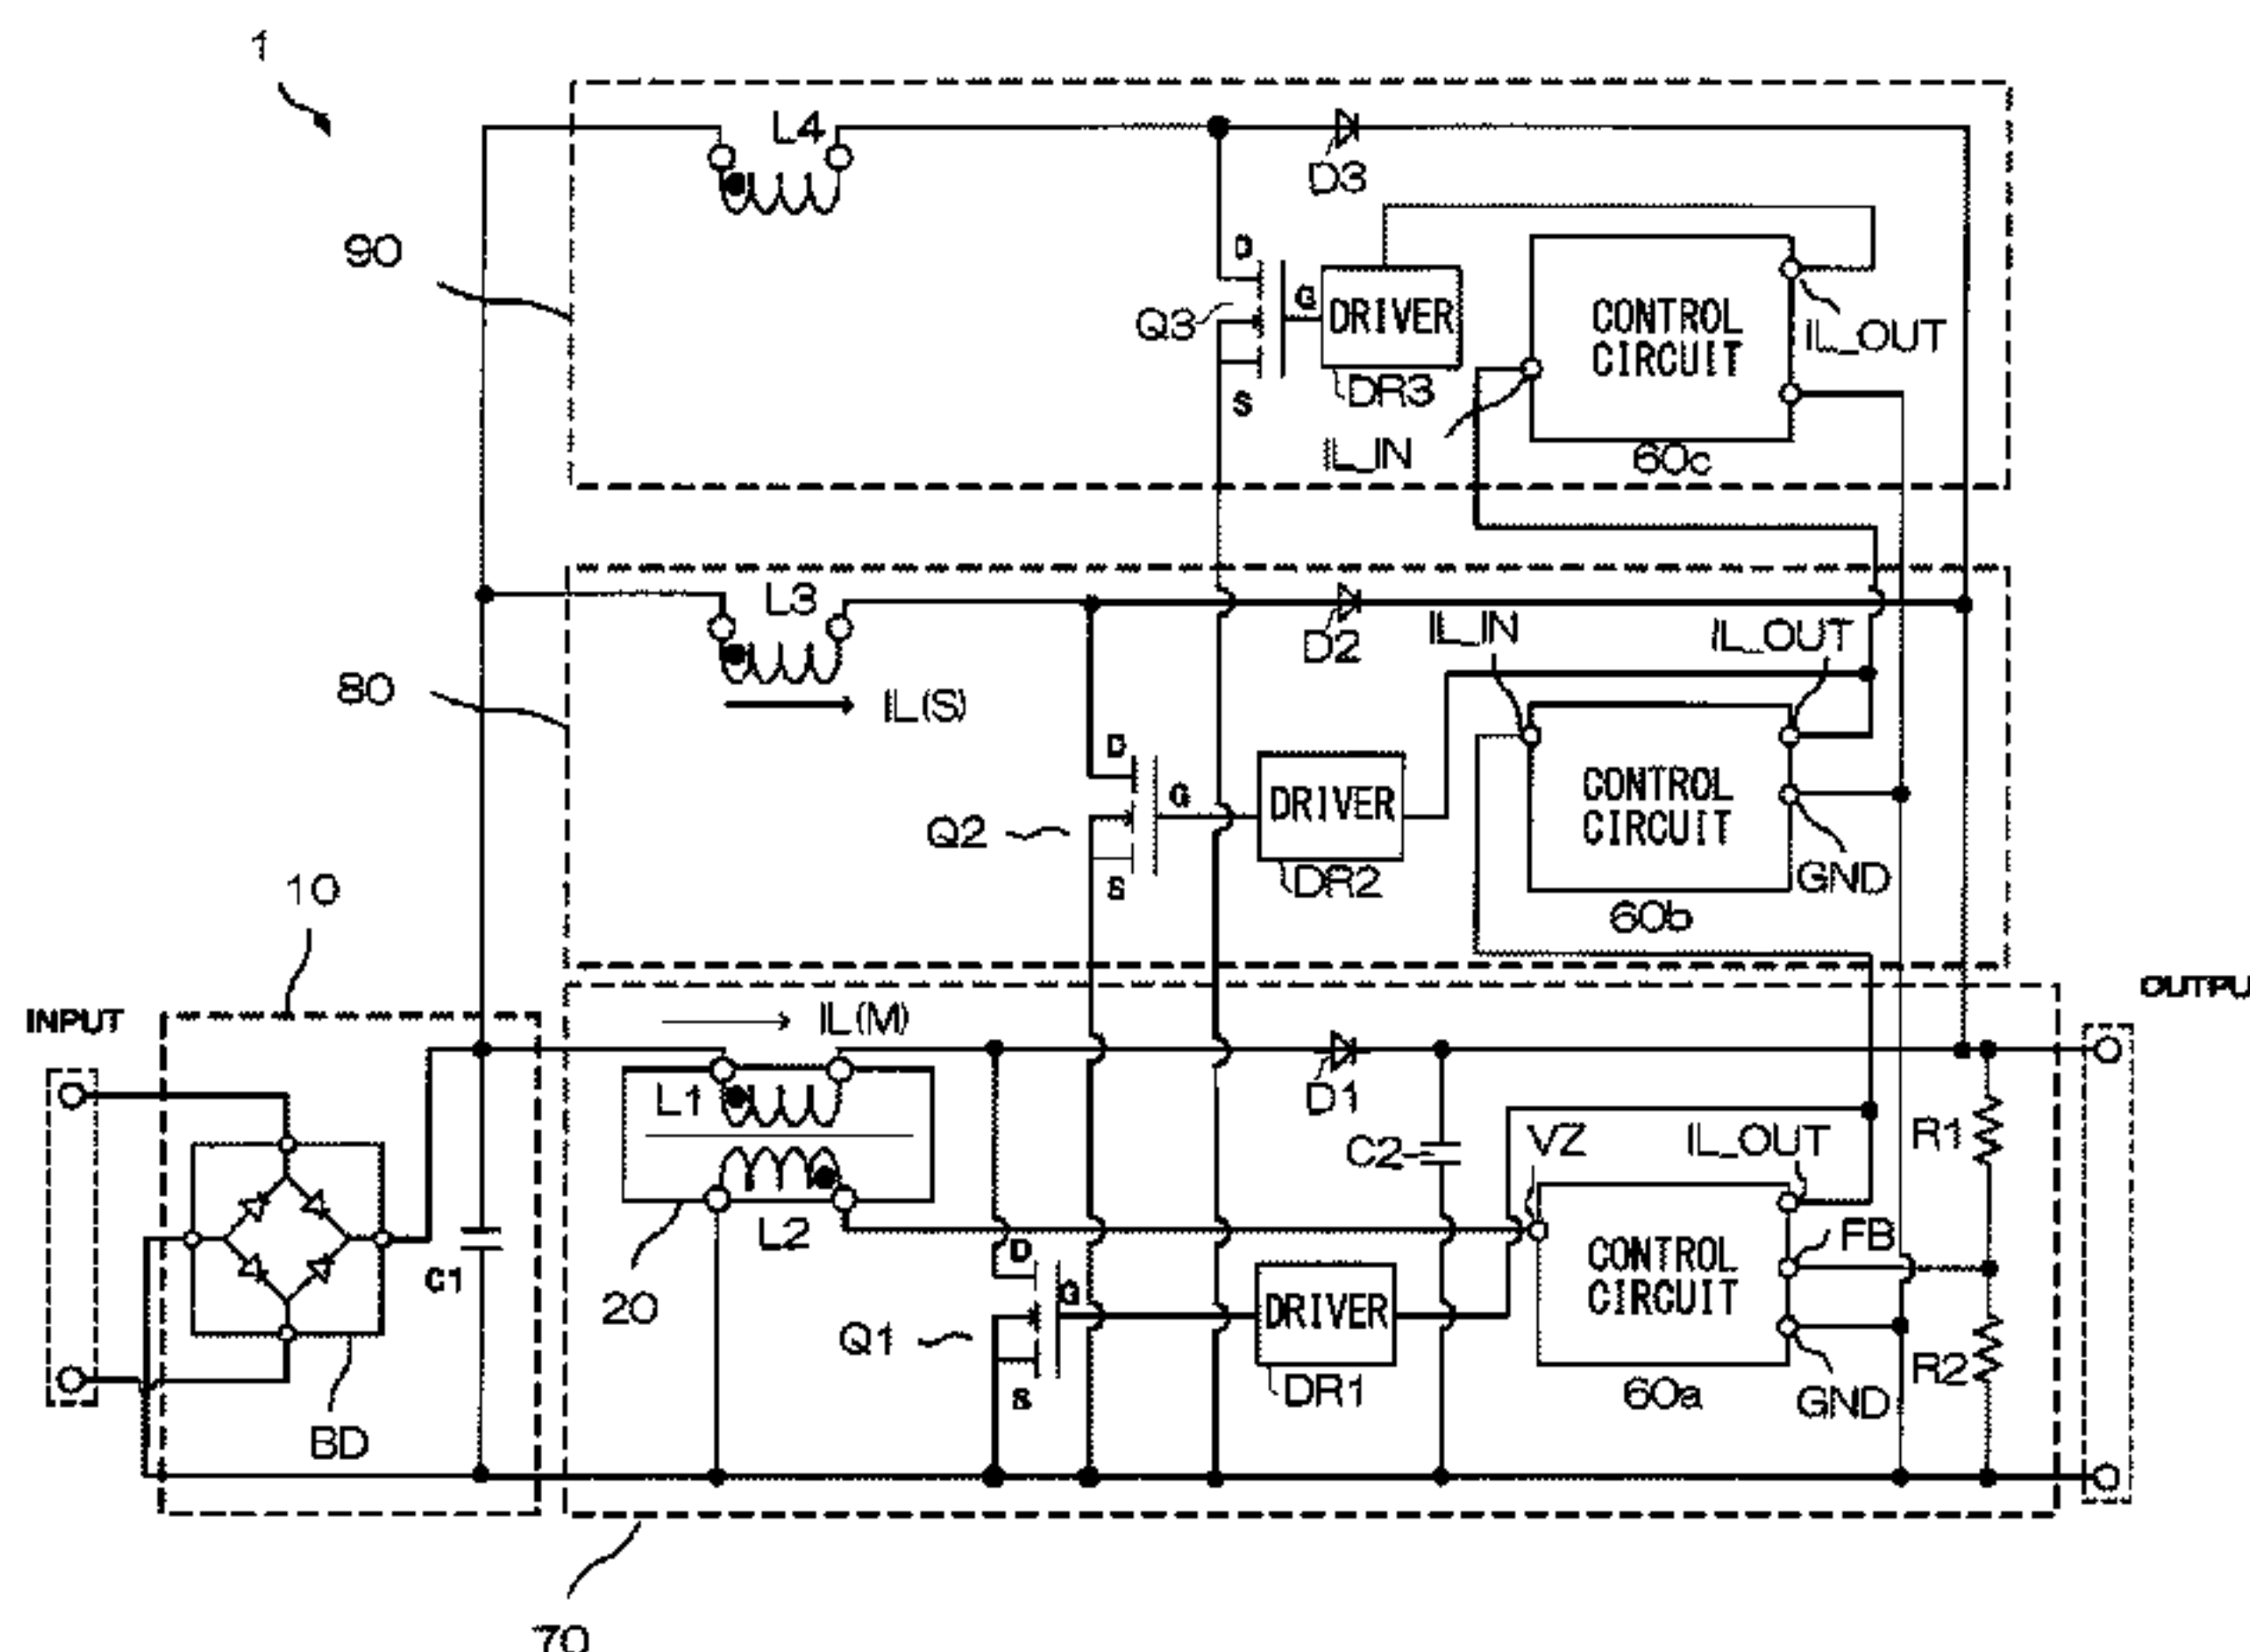 1
L4
D3
90
D
G
DRIVER
Q3
S
DR3
CONTROL
CIRCUIT
IL_OUT
IL_IN
60c
L3
D2
IL_IN
IL_OUT
80
IL(S)
D
G
DRIVER
Q2
S
DR2
CONTROL
CIRCUIT
GND
60b
10
INPUT
OUTPU
IL(M)
L1
D1
C2
VZ
IL_OUT
R1
L2
FB
C1
20
D
G
DRIVER
CONTROL
CIRCUIT
Q1
S
DR1
60a
GND
R2
BD
70